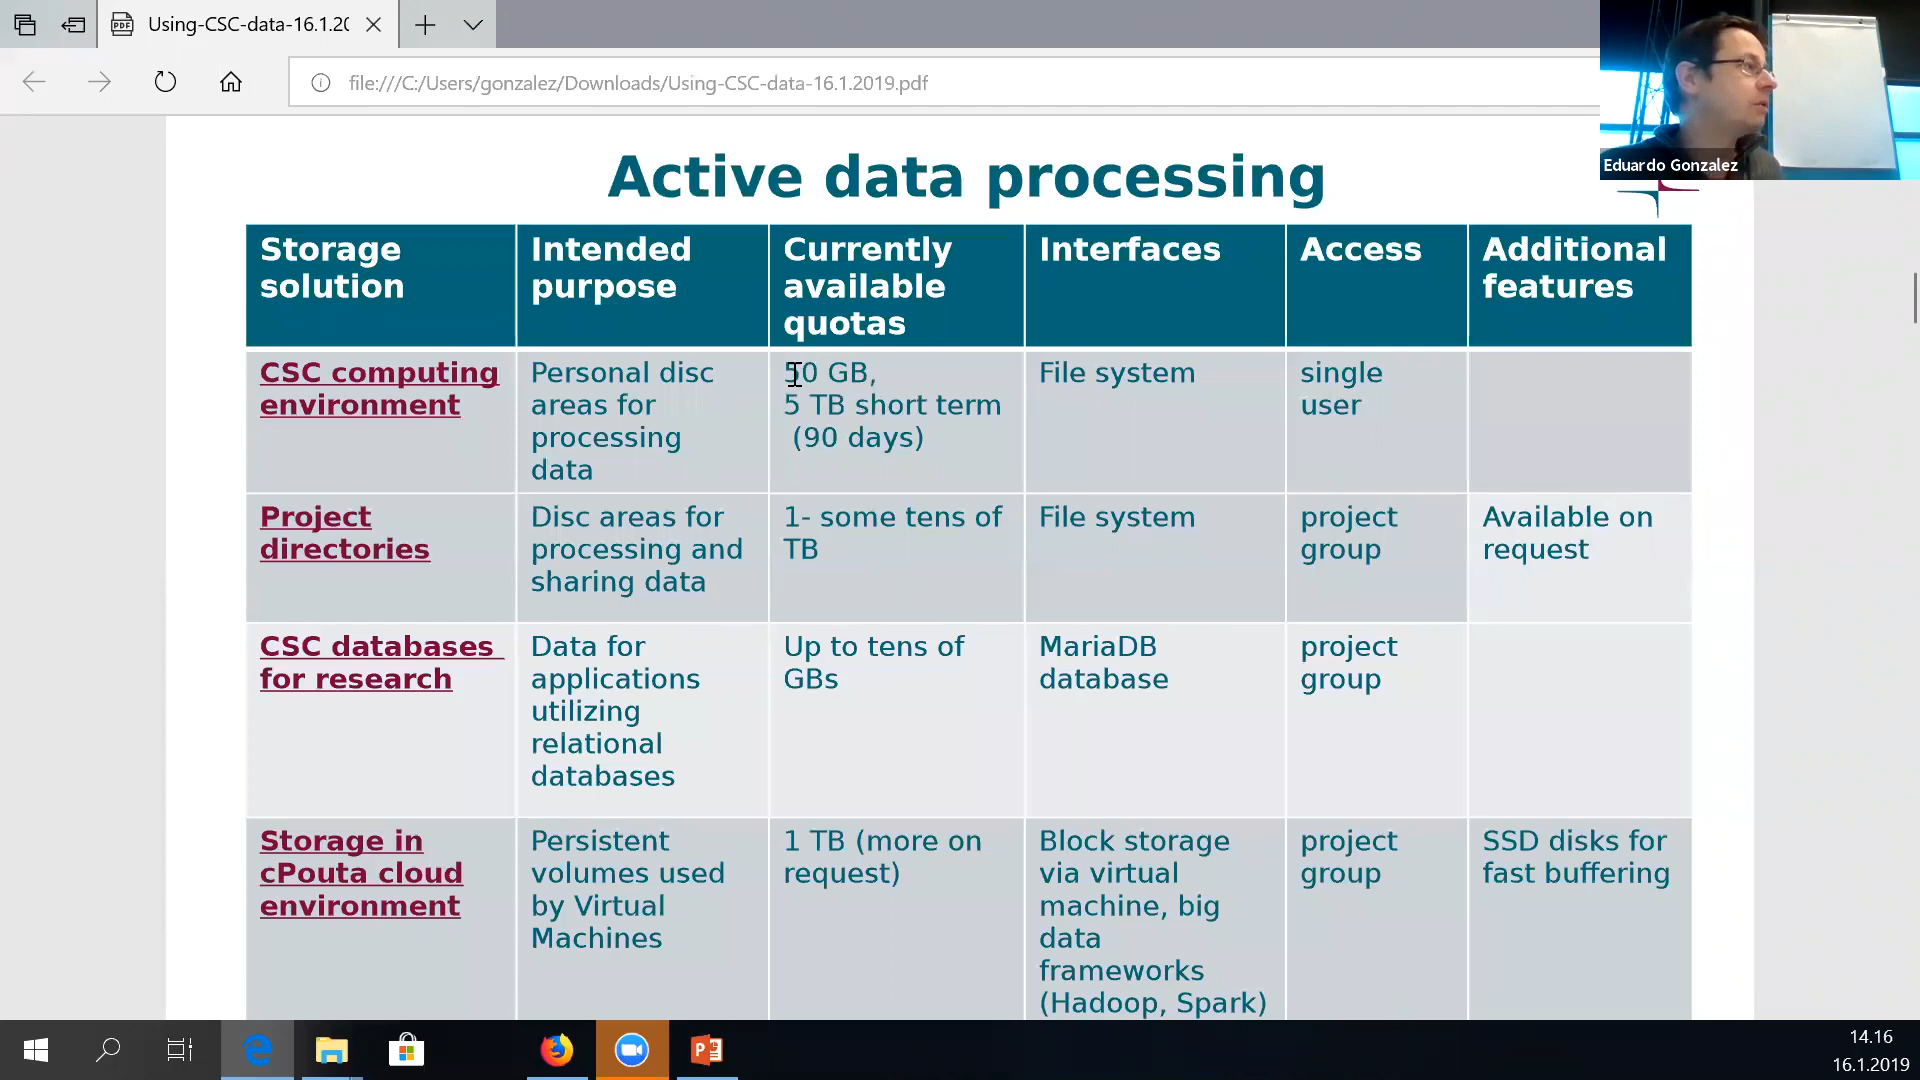 Using-CSC-data-16.1.20
file:///C:/Users/gonzalez/Downloads/Using-CSC-data-16.1.2019.pdf
Eduardo Gonzalez
Active data processing
Storage
solution
Intended
purpose
Currently
available
quotas
Interfaces
Access
Additional
features
CSC computing
environment
Personal disc
areas for
processing
data
50 GB,
5 TB short term
(90 days)
File system
single
user
Project
directories
Disc areas for
processing and
sharing data
1- some tens of
TB
File system
project
group
Available on
request
CSC databases
for research
Data for
applications
utilizing
relational
databases
Up to tens of
GBs
MariaDB
database
project
group
Storage in
cPouta cloud
environment
Persistent
volumes used
by Virtual
Machines
1 TB (more on
request)
Block storage
via virtual
machine, big
data
frameworks
(Hadoop, Spark)
project
group
SSD disks for
fast buffering
14.16
16.1.2019